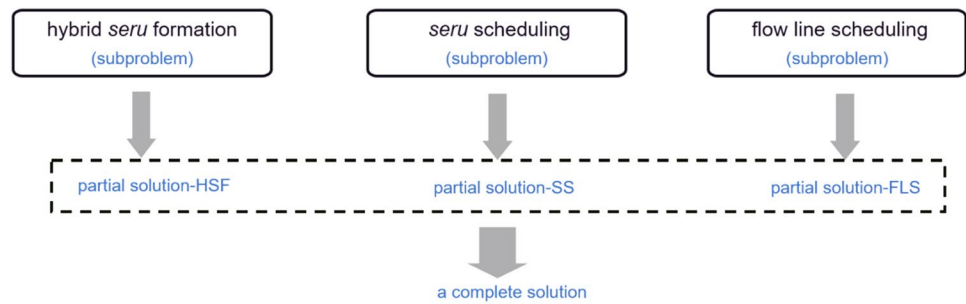 hybrid seru formation
(subproblem)
seru scheduling
(subproblem)
flow line scheduling
(subproblem)
partial solution-HSF
partial solution-SS
partial solution-FLS
a complete solution